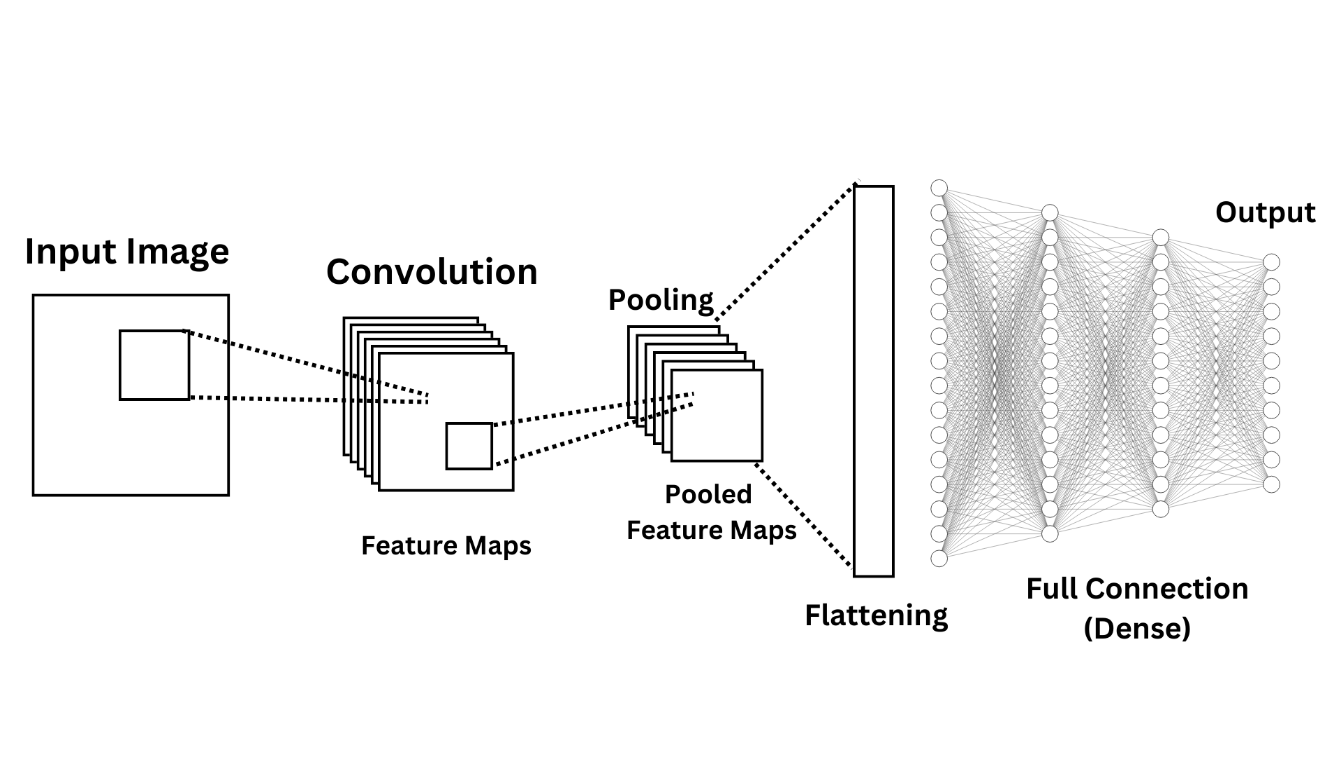 Input Image
Convolution
Feature Maps
Pooling
Pooled
Feature Maps
Flattening
Output
Full Connection
(Dense)